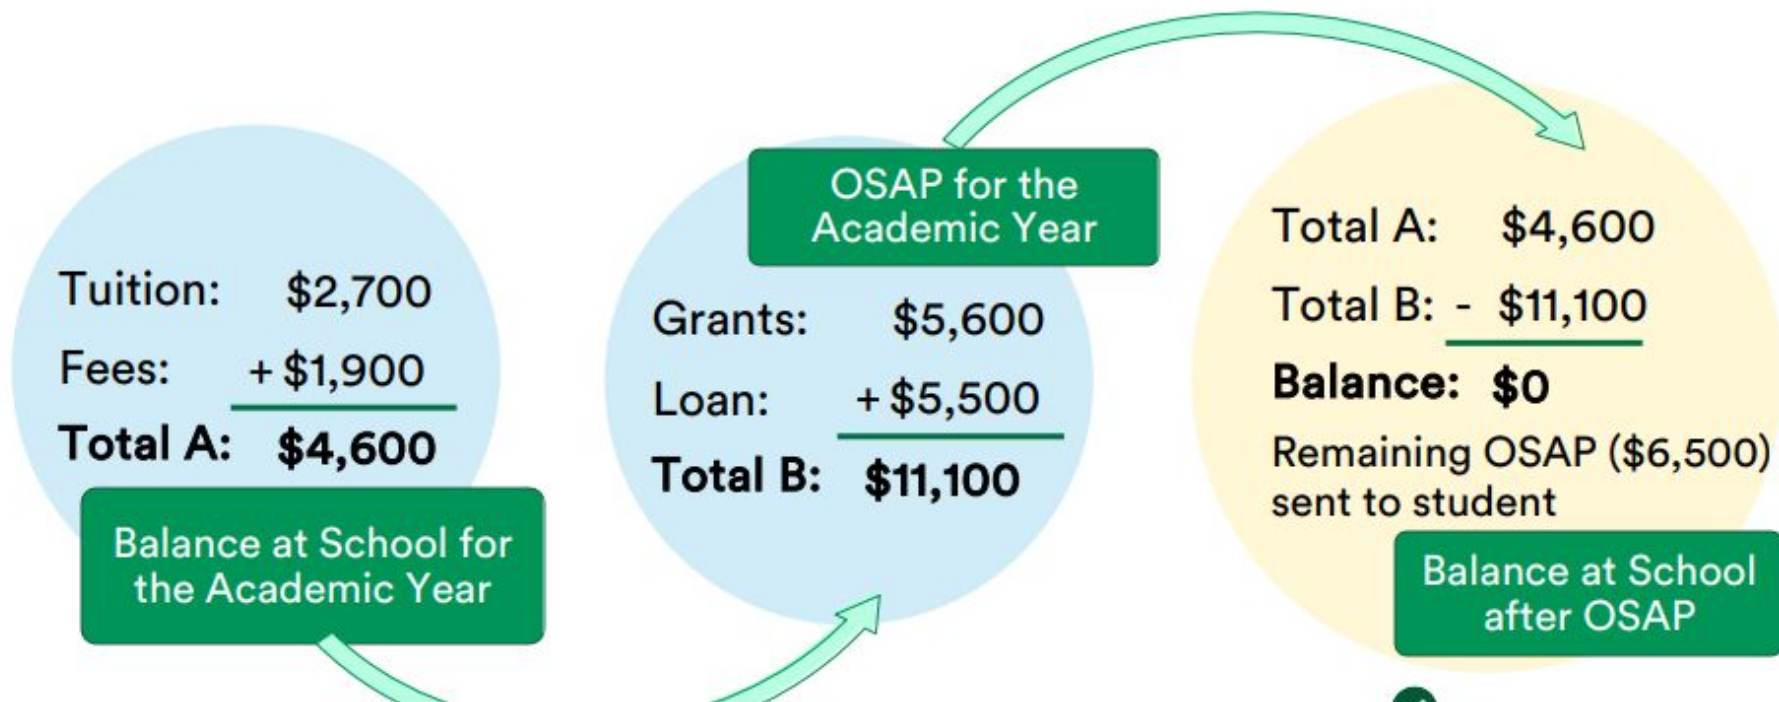 Tuition: $2,700
Fees: + $1,900
Total A: $4,600
Balance at School for
the Academic Year
OSAP for the
Academic Year
Grants: $5,600
Loan: + $5,500
Total B: $11,100
Total A: $4,600
Total B: - $11,100
Balance: $0
Remaining OSAP ($6,500)
sent to student
Balance at School
after OSAP